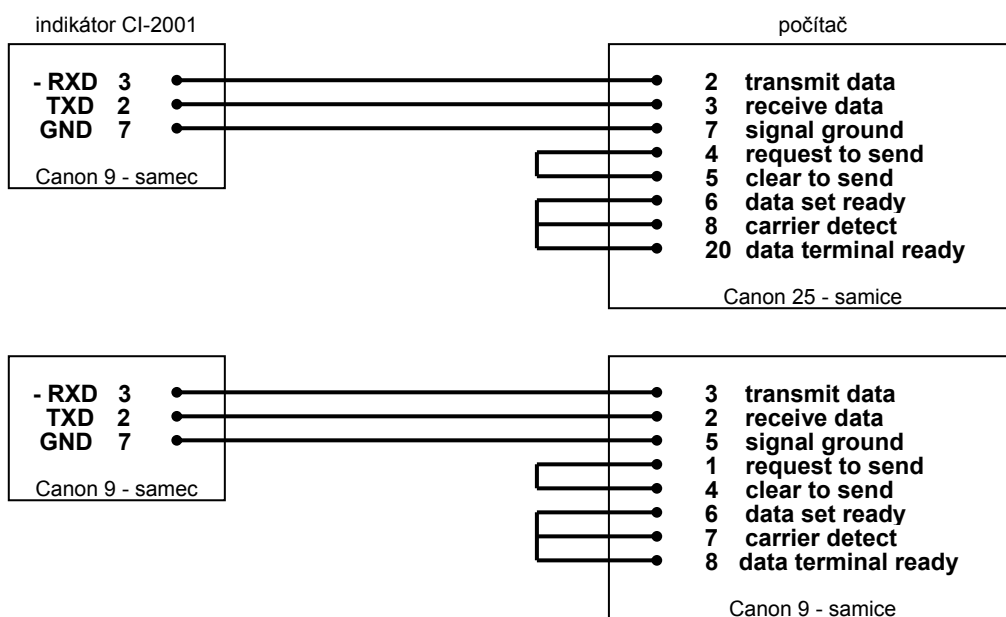 indikátor CI-2001
počítač
- RXD 3
TXD 2
GND 7
Canon 9 - samec
2 transmit data
3 receive data
7 signal ground
4 request to send
5 clear to send
6 data set ready
8 carrier detect
20 data terminal ready
Canon 25 - samice
- RXD 3
TXD 2
GND 7
Canon 9 - samec
3 transmit data
2 receive data
5 signal ground
1 request to send
4 clear to send
6 data set ready
7 carrier detect
8 data terminal ready
Canon 9 - samice